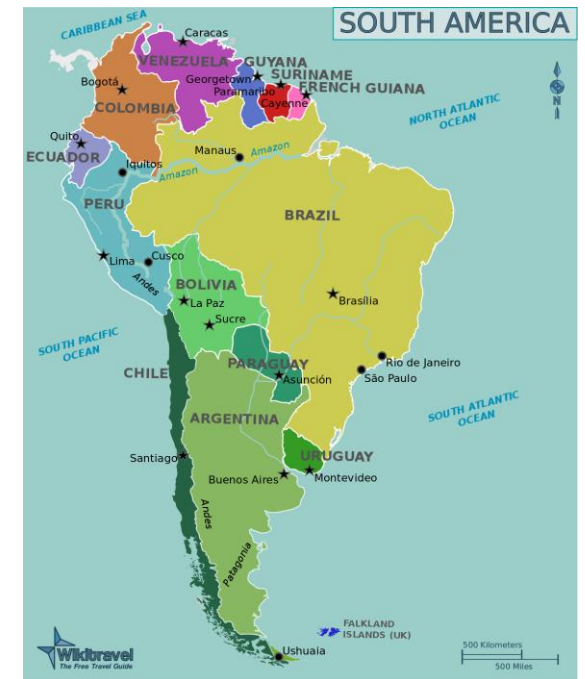 SOUTH AMERICA
CARIBBEAN SEA
Caracas
VENEZUELA
GUYANA
Georgetown
SURINAME
Paramaribo
FRENCH GUIANA
Cayenne
Bogotá
COLOMBIA
N
NORTH ATLANTIC
OCEAN
Quito
ECUADOR
Iquitos
Manaus
Amazon
Amazon
PERU
BRAZIL
Lima
Cusco
Andes
BOLIVIA
La Paz
Sucre
Brasília
SOUTH PACIFIC
OCEAN
CHILE
PARAGUAY
Asunción
Rio de Janeiro
São Paulo
SOUTH ATLANTIC
OCEAN
ARGENTINA
URUGUAY
Santiago
Buenos Aires
Montevideo
Andes
Patagonia
FALKLAND
ISLANDS (UK)
Ushuaia
500 Kilometers
500 Miles
Wikitravel
The Free Travel Guide